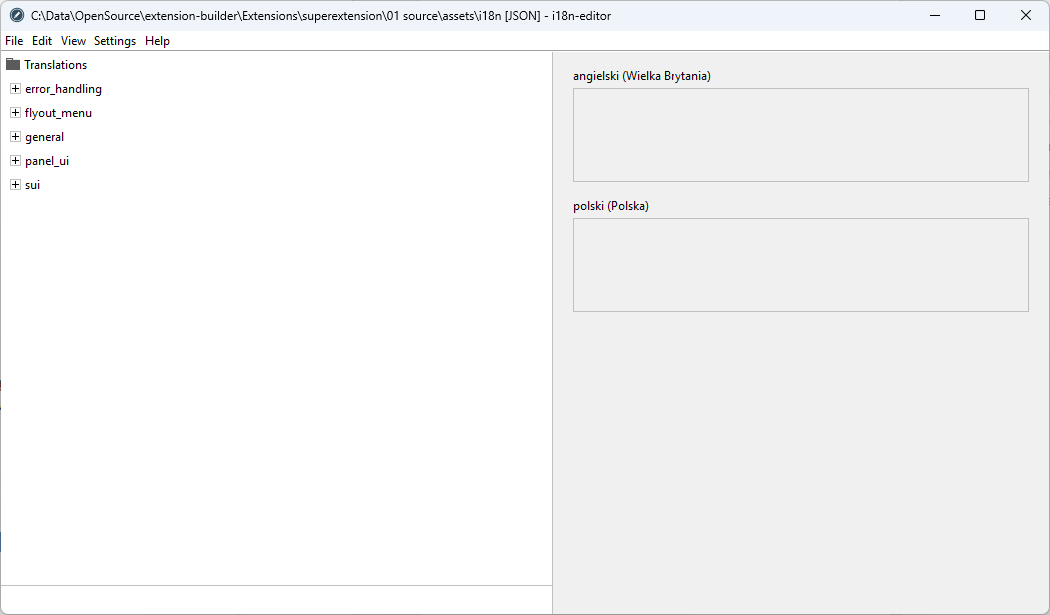 C:\Data\OpenSource\extension-builder\Extensions\superextension\01 source\assets\i18n [JSON] - i18n-editor
File Edit View Settings Help
Translations
error_handling
flyout_menu
general
panel_ui
sui
angielski (Wielka Brytania)
polski (Polska)